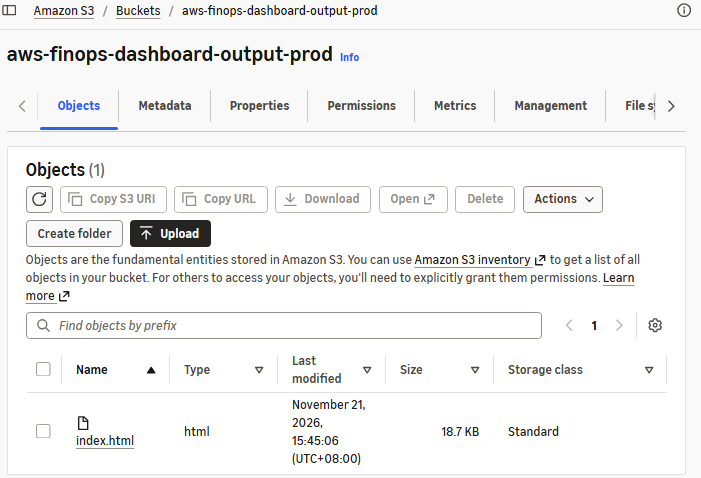 Amazon S3 / Buckets / aws-finops-dashboard-output-prod
aws-finops-dashboard-output-prod Info
Objects Metadata Properties Permissions Metrics Management File sy
Objects (1)
Copy S3 URI Copy URL Download Open Delete Actions
Create folder Upload
Objects are the fundamental entities stored in Amazon S3. You can use Amazon S3 inventory to get a list of all
objects in your bucket. For others to access your objects, you'll need to explicitly grant them permissions. Learn
more
Find objects by prefix 1
Name Type Last modified Size Storage class
index.html html November 21, 2026, 15:45:06 (UTC+08:00) 18.7 KB Standard